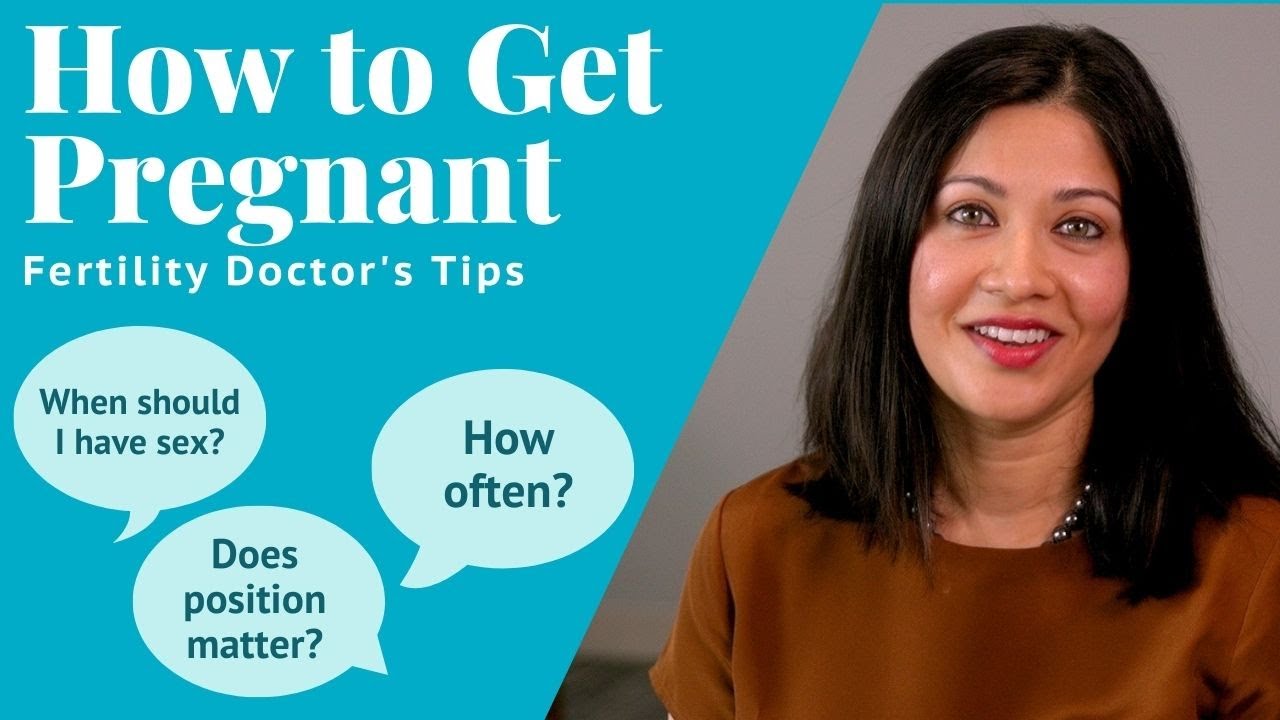 How to Get
Pregnant
Fertility Doctor's Tips
When should
I have sex?
How
often?
Does
position
matter?